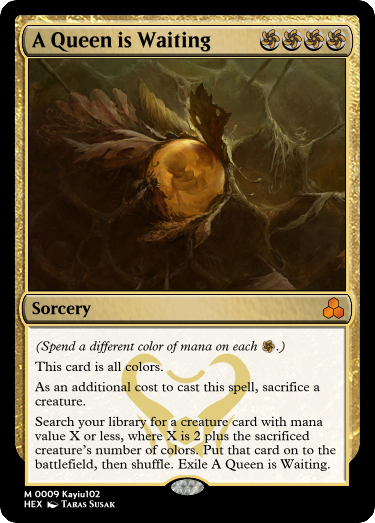 A Queen is Waiting
Sorcery
(Spend a different color of mana on each .)
This card is all colors.
As an additional cost to cast this spell, sacrifice a
creature.
Search your library for a creature card with mana
value X or less, where X is 2 plus the sacrificed
creature's number of colors. Put that card on to the
battlefield, then shuffle. Exile A Queen is Waiting.
M 0009 Kayiu102
HEX Taras Susak